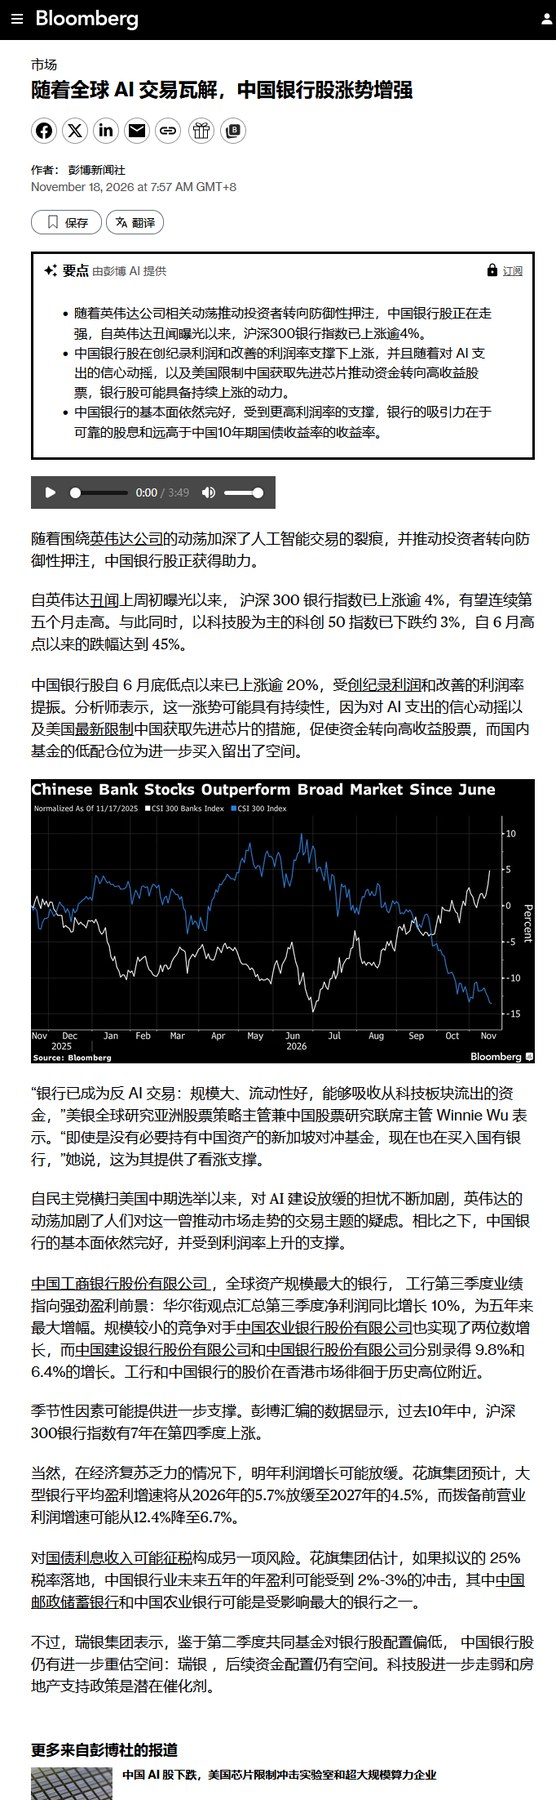 Bloomberg
市场
随着全球 AI 交易瓦解，中国银行股涨势增强
作者： 彭博新闻社
November 18, 2026 at 7:57 AM GMT+8
保存
翻译
要点 由彭博 AI 提供
订阅
随着英伟达公司相关动荡推动投资者转向防御性押注，中国银行股正在走
强，自英伟达丑闻曝光以来，沪深300银行指数已上涨逾4%。
中国银行股在创纪录利润和改善的利润率支撑下上涨，并且随着对 AI 支
出的信心动摇，以及美国限制中国获取先进芯片推动资金转向高收益股
票，银行股可能具备持续上涨的动力。
中国银行的基本面依然完好，受到更高利润率的支撑，银行的吸引力在于
可靠的股息和远高于中国10年期国债收益率的收益率。
0:00 / 3:49
随着围绕英伟达公司的动荡加深了人工智能交易的裂痕，并推动投资者转向防
御性押注，中国银行股正获得助力。
自英伟达丑闻上周初曝光以来， 沪深 300 银行指数已上涨逾 4%，有望连续第
五个月走高。与此同时，以科技股为主的科创 50 指数已下跌约 3%，自 6 月高
点以来的跌幅达到 45%。
中国银行股自 6 月底低点以来已上涨逾 20%，受创纪录利润和改善的利润率
提振。分析师表示，这一涨势可能具有持续性，因为对 AI 支出的信心动摇以
及美国最新限制中国获取先进芯片的措施，促使资金转向高收益股票，而国内
基金的低配仓位为进一步买入留出了空间。
Chinese Bank Stocks Outperform Broad Market Since June
Normalized As Of 11/17/2025 CSI 300 Banks Index CSI 300 Index
10
5
0
-5
-10
-15
Percent
Nov Dec Jan Feb Mar Apr May Jun Jul Aug Sep Oct Nov
2025 2026
Source: Bloomberg
Bloomberg
“银行已成为反 AI 交易：规模大、流动性好，能够吸收从科技板块流出的资
金，”美银全球研究亚洲股票策略主管兼中国股票研究联席主管 Winnie Wu 表
示。“即使是没有必要持有中国资产的新加坡对冲基金，现在也在买入国有银
行，”她说，这为其提供了看涨支撑。
自民主党横扫美国中期选举以来，对 AI 建设放缓的担忧不断加剧，英伟达的
动荡加剧了人们对这一曾推动市场走势的交易主题的疑虑。相比之下，中国银
行的基本面依然完好，并受到利润率上升的支撑。
中国工商银行股份有限公司 ，全球资产规模最大的银行， 工行第三季度业绩
指向强劲盈利前景：华尔街观点汇总第三季度净利润同比增长 10%，为五年来
最大增幅。规模较小的竞争对手中国农业银行股份有限公司也实现了两位数增
长，而中国建设银行股份有限公司和中国银行股份有限公司分别录得 9.8%和
6.4%的增长。工行和中国银行的股价在香港市场徘徊于历史高位附近。
季节性因素可能提供进一步支撑。彭博汇编的数据显示，过去10年中，沪深
300银行指数有7年在第四季度上涨。
当然，在经济复苏乏力的情况下，明年利润增长可能放缓。花旗集团预计，大
型银行平均盈利增速将从2026年的5.7%放缓至2027年的4.5%，而拨备前营业
利润增速可能从12.4%降至6.7%。
对国债利息收入可能征税构成另一项风险。花旗集团估计，如果拟议的 25%
税率落地，中国银行业未来五年的年盈利可能受到 2%-3%的冲击，其中中国
邮政储蓄银行和中国农业银行可能是受影响最大的银行之一。
不过，瑞银集团表示，鉴于第二季度共同基金对银行股配置偏低， 中国银行股
仍有进一步重估空间：瑞银 ，后续资金配置仍有空间。科技股进一步走弱和房
地产支持政策是潜在催化剂。
更多来自彭博社的报道
中国 AI 股下跌，美国芯片限制冲击实验室和超大规模算力企业